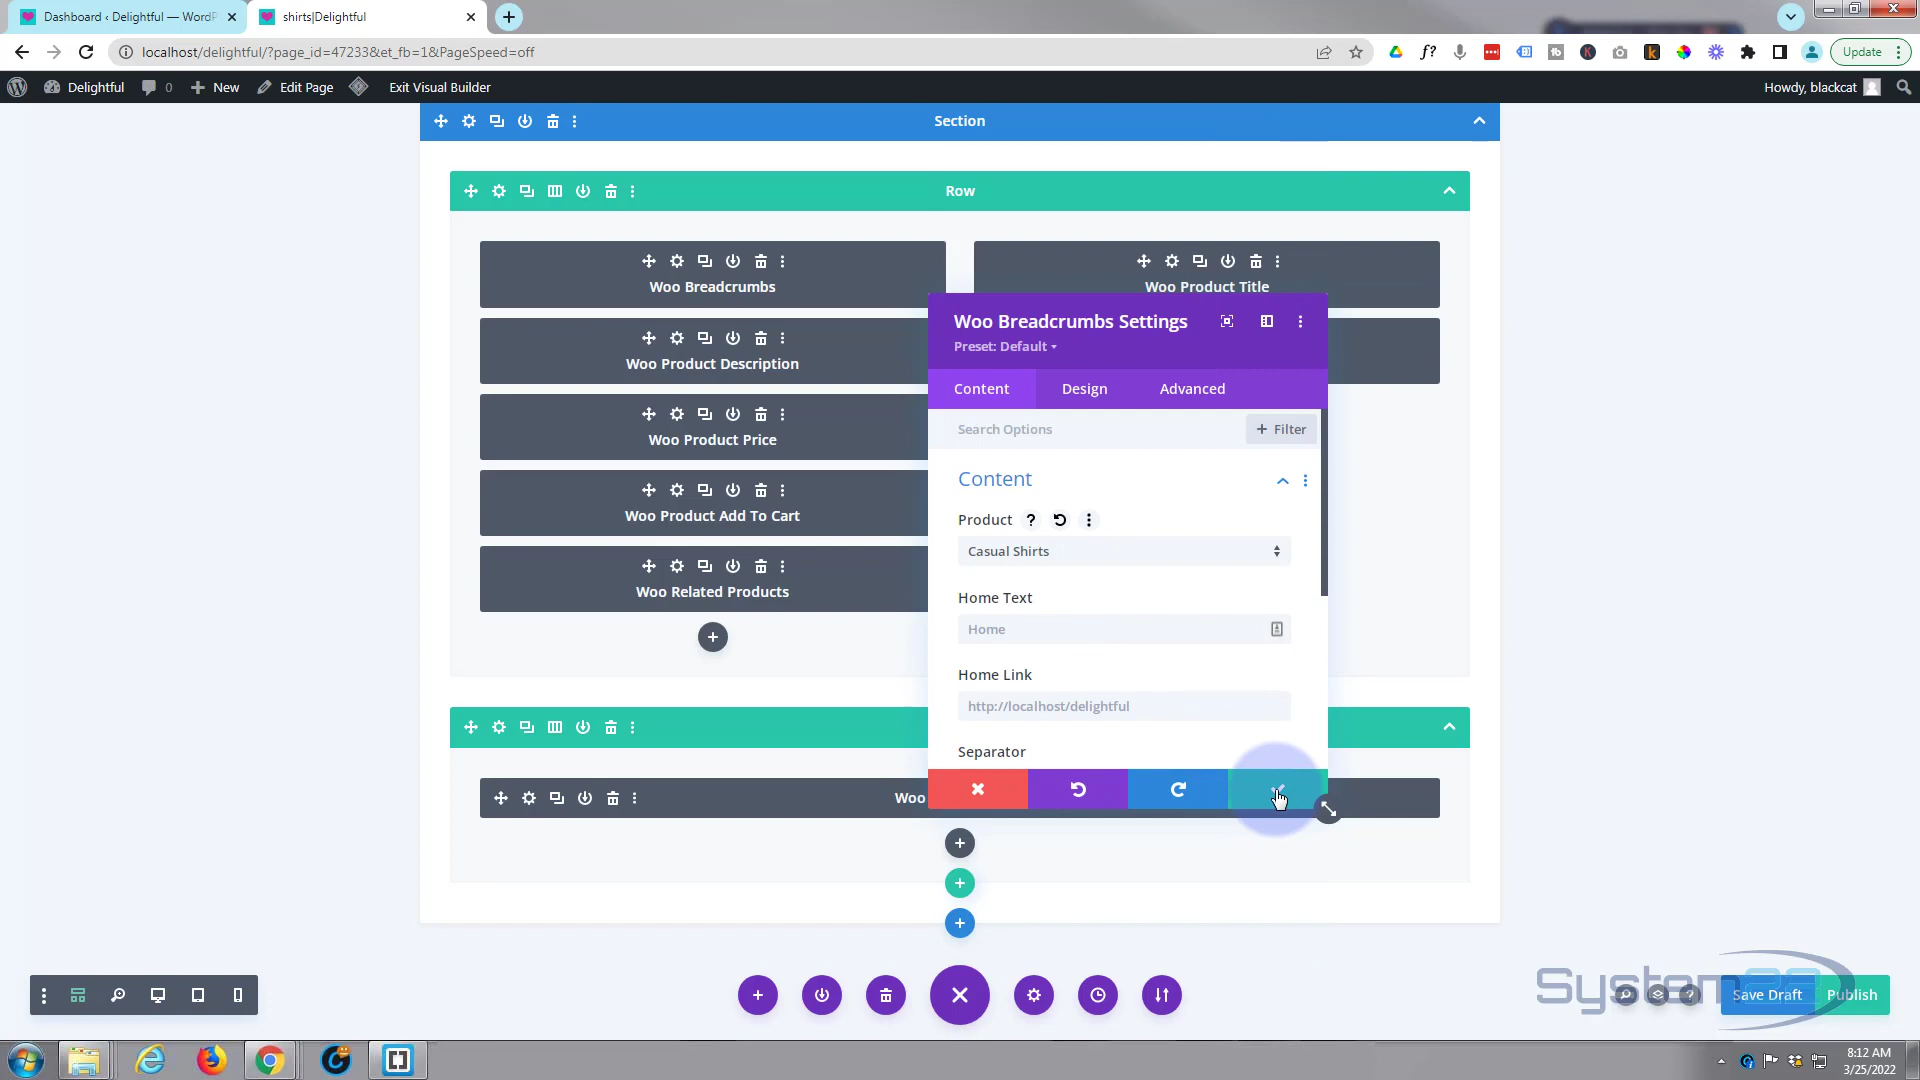 Dashboard ‹ Delightful — WordP
shirts|Delightful
localhost/delightful/?page_id=47233&et_fb=1&PageSpeed=off
f?
Update
Delightful
0
New
Edit Page
Exit Visual Builder
Howdy, blackcat
Section
Row
Woo Breadcrumbs
Woo Product Title
Woo Product Description
Woo Product Price
Woo Product Add To Cart
Woo Related Products
Woo
Woo Breadcrumbs Settings
Preset: Default
Content
Design
Advanced
Search Options
+ Filter
Content
Product ?
Casual Shirts
Home Text
Home
Home Link
http://localhost/delightful
Separator
System22
Save Draft
Publish
8:12 AM
3/25/2022